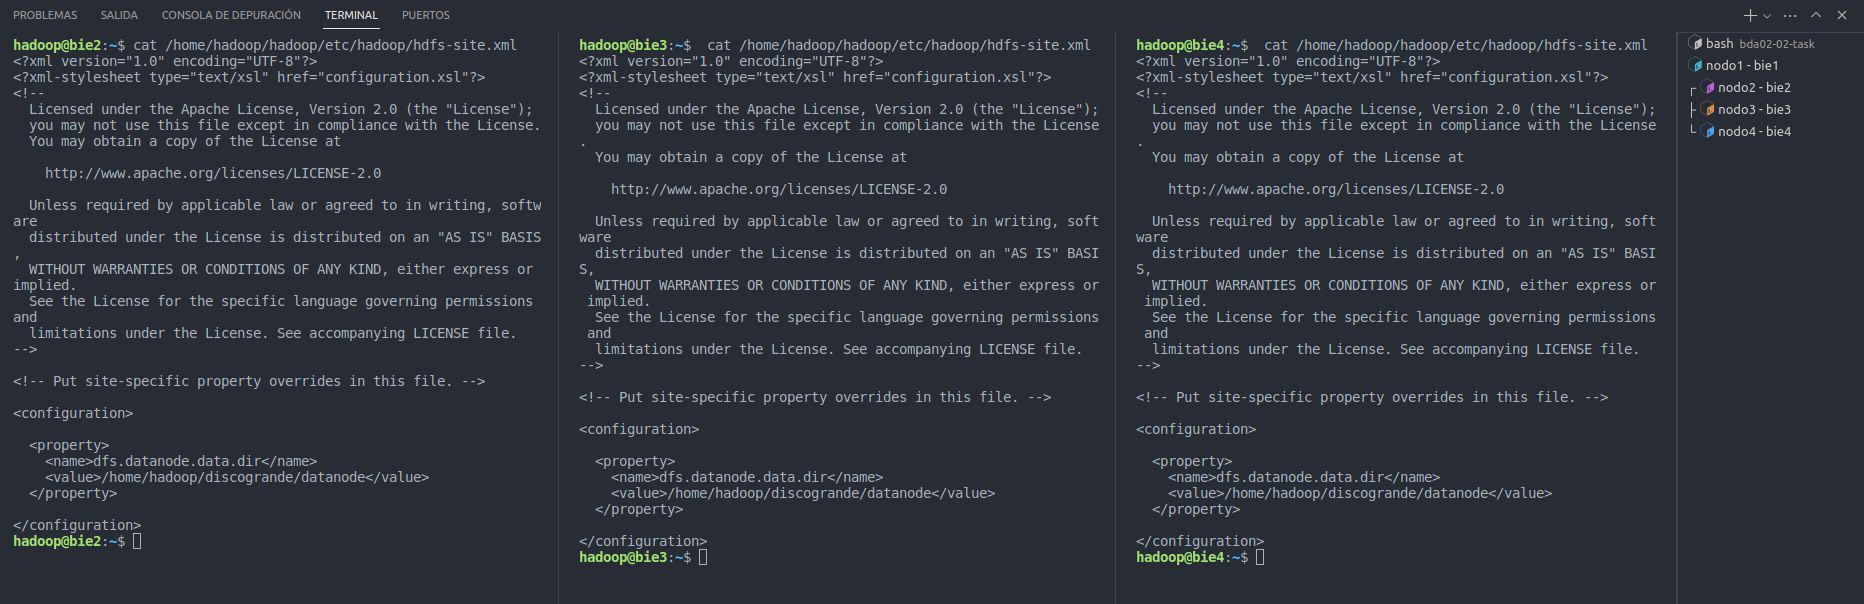 PROBLEMAS SALIDA CONSOLA DE DEPURACIÓN TERMINAL PUERTOS
hadoop@bie2:~$ cat /home/hadoop/hadoop/etc/hadoop/hdfs-site.xml
<?xml version="1.0" encoding="UTF-8"?>
<?xml-stylesheet type="text/xsl" href="configuration.xsl"?>
<!--
  Licensed under the Apache License, Version 2.0 (the "License");
  you may not use this file except in compliance with the License.
  You may obtain a copy of the License at

    http://www.apache.org/licenses/LICENSE-2.0

  Unless required by applicable law or agreed to in writing, softw
are
  distributed under the License is distributed on an "AS IS" BASIS
,
  WITHOUT WARRANTIES OR CONDITIONS OF ANY KIND, either express or
implied.
  See the License for the specific language governing permissions
and
  limitations under the License. See accompanying LICENSE file.
-->

<!-- Put site-specific property overrides in this file. -->

<configuration>

  <property>
    <name>dfs.datanode.data.dir</name>
    <value>/home/hadoop/discogrande/datanode</value>
  </property>

</configuration>
hadoop@bie2:~$
hadoop@bie3:~$  cat /home/hadoop/hadoop/etc/hadoop/hdfs-site.xml
<?xml version="1.0" encoding="UTF-8"?>
<?xml-stylesheet type="text/xsl" href="configuration.xsl"?>
<!--
  Licensed under the Apache License, Version 2.0 (the "License");
  you may not use this file except in compliance with the License
.
  You may obtain a copy of the License at

    http://www.apache.org/licenses/LICENSE-2.0

  Unless required by applicable law or agreed to in writing, soft
ware
  distributed under the License is distributed on an "AS IS" BASI
S,
  WITHOUT WARRANTIES OR CONDITIONS OF ANY KIND, either express or
 implied.
  See the License for the specific language governing permissions
 and
  limitations under the License. See accompanying LICENSE file.
-->

<!-- Put site-specific property overrides in this file. -->

<configuration>

  <property>
    <name>dfs.datanode.data.dir</name>
    <value>/home/hadoop/discogrande/datanode</value>
  </property>

</configuration>
hadoop@bie3:~$
hadoop@bie4:~$  cat /home/hadoop/hadoop/etc/hadoop/hdfs-site.xml
<?xml version="1.0" encoding="UTF-8"?>
<?xml-stylesheet type="text/xsl" href="configuration.xsl"?>
<!--
  Licensed under the Apache License, Version 2.0 (the "License");
  you may not use this file except in compliance with the License
.
  You may obtain a copy of the License at

    http://www.apache.org/licenses/LICENSE-2.0

  Unless required by applicable law or agreed to in writing, soft
ware
  distributed under the License is distributed on an "AS IS" BASI
S,
  WITHOUT WARRANTIES OR CONDITIONS OF ANY KIND, either express or
 implied.
  See the License for the specific language governing permissions
 and
  limitations under the License. See accompanying LICENSE file.
-->

<!-- Put site-specific property overrides in this file. -->

<configuration>

  <property>
    <name>dfs.datanode.data.dir</name>
    <value>/home/hadoop/discogrande/datanode</value>
  </property>

</configuration>
hadoop@bie4:~$
bash bda02-02-task
nodo1 - bie1
nodo2 - bie2
nodo3 - bie3
nodo4 - bie4